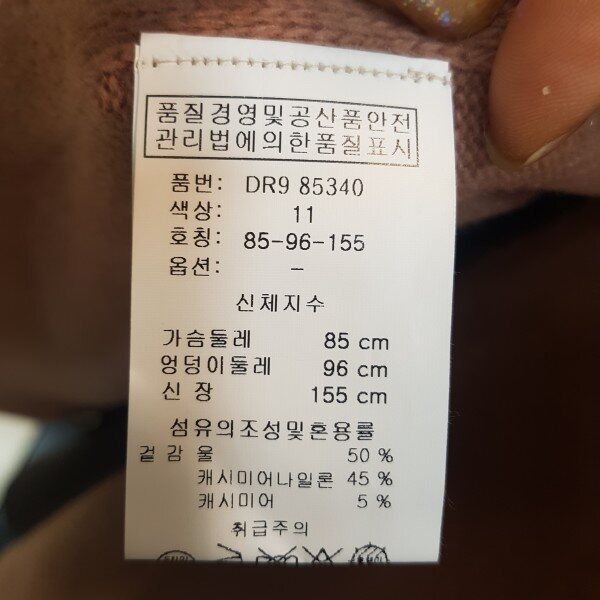 품질경영및공산품안전
관리법에의한품질표시
품번: DR9 85340
색상: 11
호칭: 85-96-155
옵션: -
신체지수
가슴둘레 85 cm
엉덩이둘레 96 cm
신 장 155 cm
섬유의조성및혼용률
겉감 울 50 %
캐시미어나일론 45 %
캐시미어 5 %
취급주의